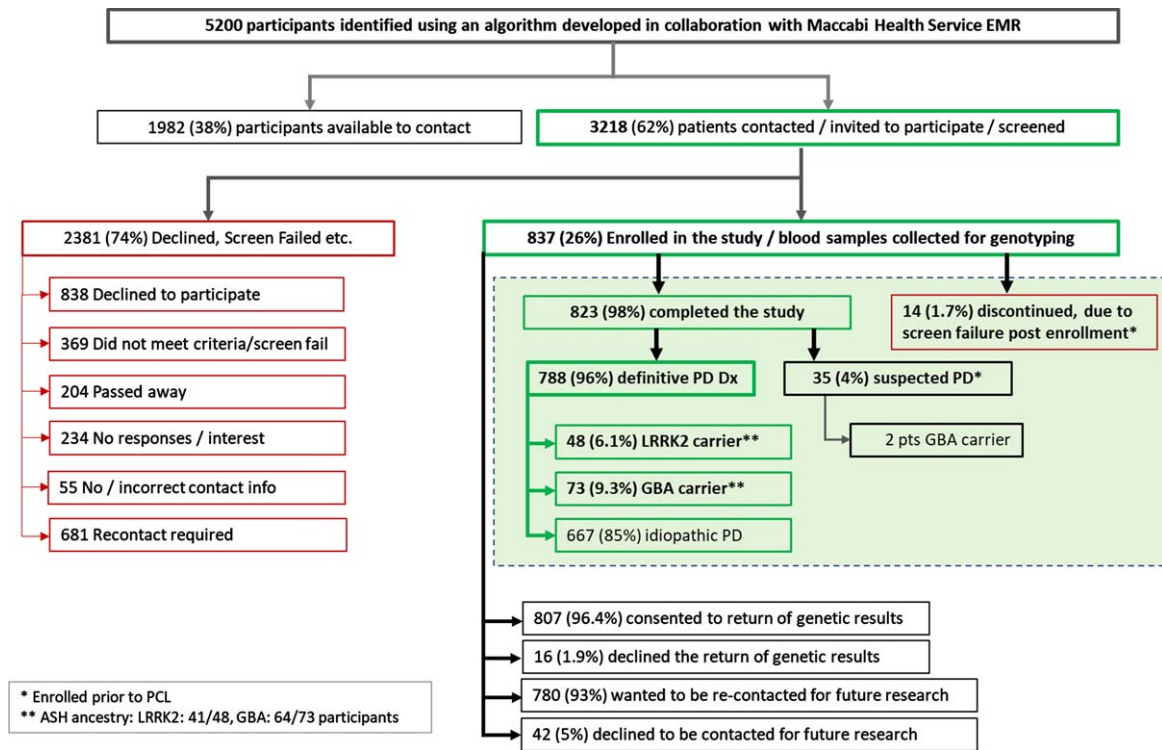 5200 participants identified using an algorithm developed in collaboration with Maccabi Health Service EMR
1982 (38%) participants available to contact
3218 (62%) patients contacted / invited to participate / screened
2381 (74%) Declined, Screen Failed etc.
838 Declined to participate
369 Did not meet criteria/screen fail
204 Passed away
234 No responses / interest
55 No / incorrect contact info
681 Recontact required
837 (26%) Enrolled in the study / blood samples collected for genotyping
823 (98%) completed the study
14 (1.7%) discontinued, due to
screen failure post enrollment*
788 (96%) definitive PD Dx
35 (4%) suspected PD*
48 (6.1%) LRRK2 carrier**
2 pts GBA carrier
73 (9.3%) GBA carrier**
667 (85%) idiopathic PD
807 (96.4%) consented to return of genetic results
16 (1.9%) declined the return of genetic results
780 (93%) wanted to be re-contacted for future research
42 (5%) declined to be contacted for future research
* Enrolled prior to PCL
** ASH ancestry: LRRK2: 41/48, GBA: 64/73 participants